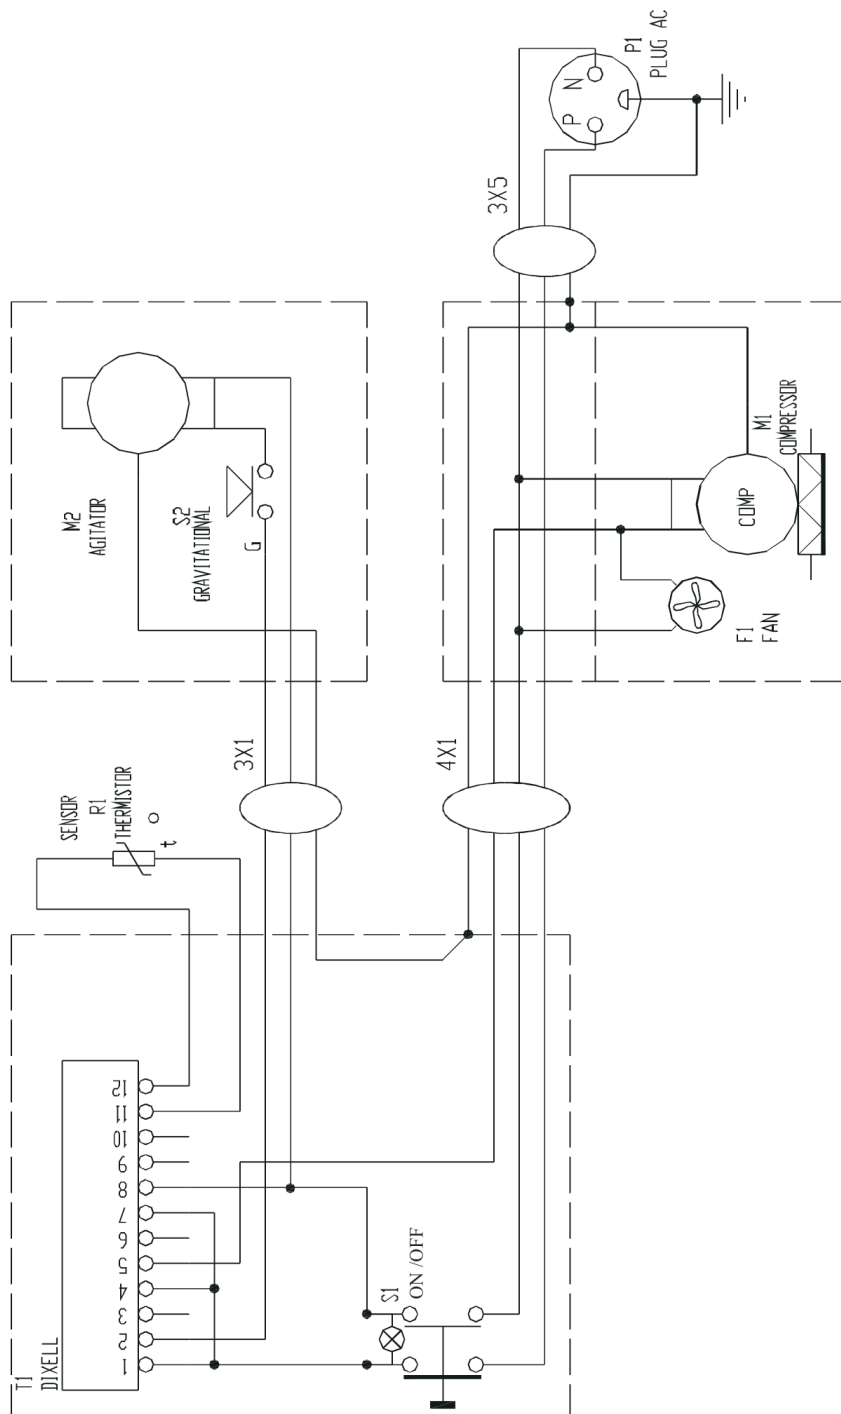 P1
PLUG AC
N
P
3X5
M2
AGITATOR
S2
GRAVITATIONAL
G
M1
COMPRESSOR
COMP
F1
FAN
3X1
4X1
SENSOR
R1
THERMISTOR
t
T1
DIXELL
12
11
10
9
8
7
6
5
4
3
2
1
S1
ON /OFF